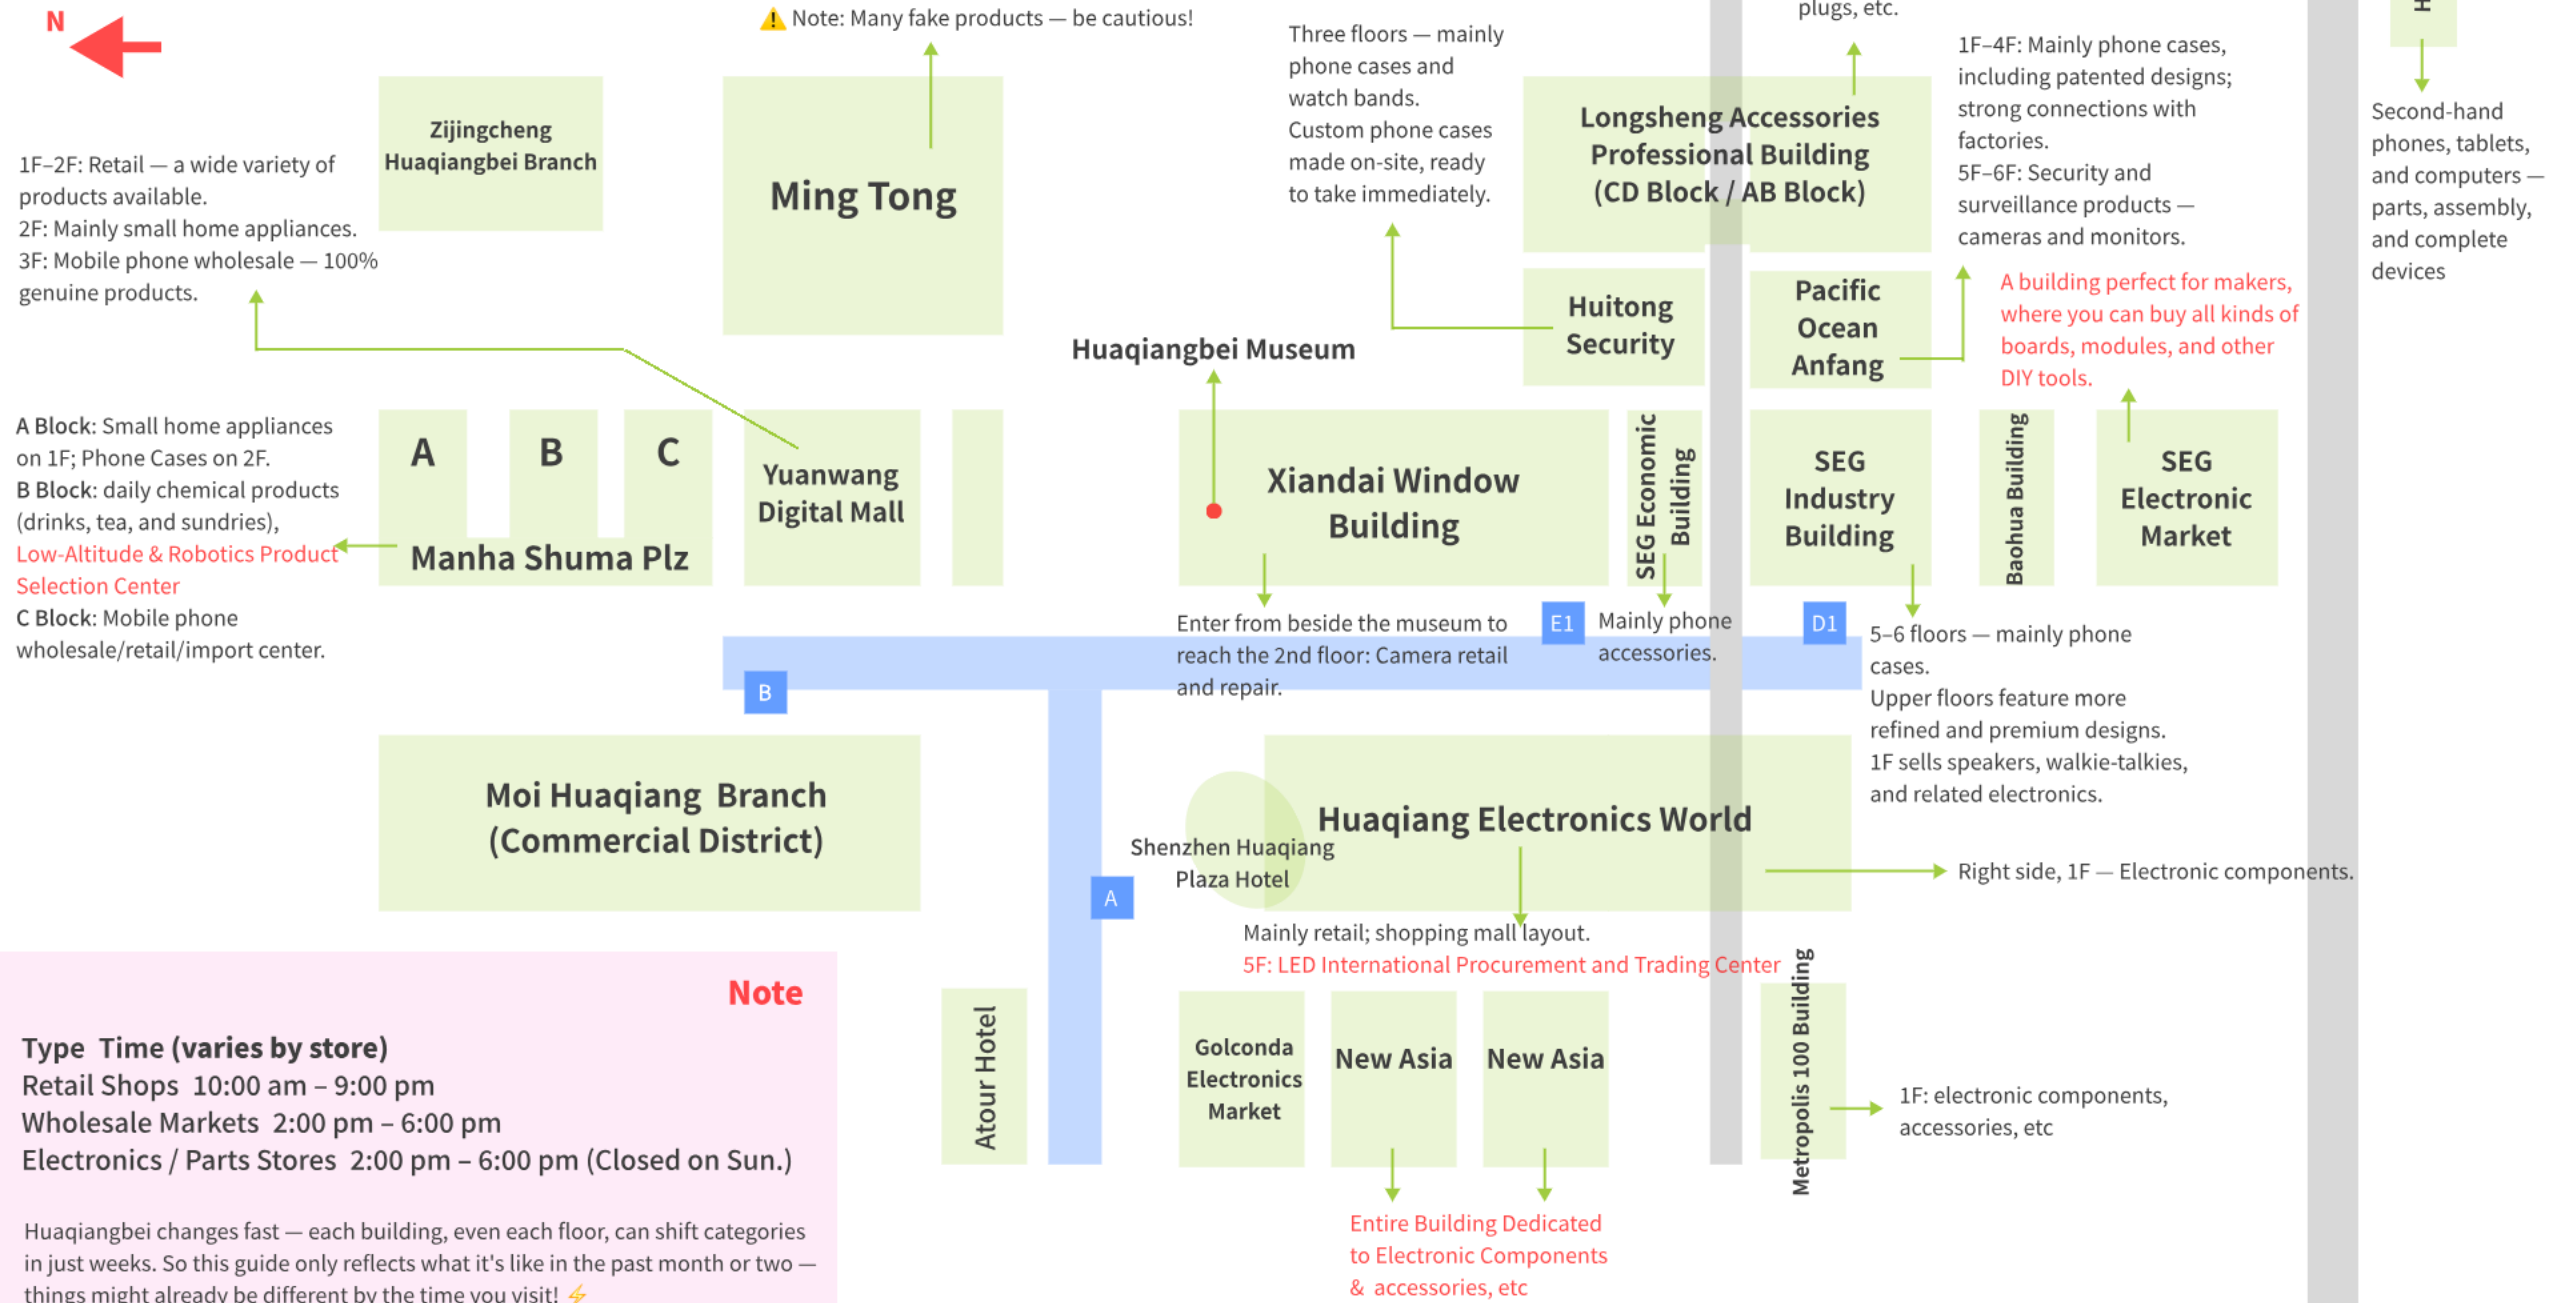 N
⚠️ Note: Many fake products — be cautious!
Three floors — mainly
phone cases and
watch bands.
Custom phone cases
made on-site, ready
to take immediately.
plugs, etc.
1F–4F: Mainly phone cases,
including patented designs;
strong connections with
factories.
5F–6F: Security and
surveillance products —
cameras and monitors.
Second-hand
phones, tablets,
and computers —
parts, assembly,
and complete
devices
Zijingcheng
Huaqiangbei Branch
Ming Tong
Longsheng Accessories
Professional Building
(CD Block / AB Block)
1F–2F: Retail — a wide variety of
products available.
2F: Mainly small home appliances.
3F: Mobile phone wholesale — 100%
genuine products.
Huitong
Security
Pacific
Ocean
Anfang
A building perfect for makers,
where you can buy all kinds of
boards, modules, and other
DIY tools.
Huaqiangbei Museum
A Block: Small home appliances
on 1F; Phone Cases on 2F.
B Block: daily chemical products
(drinks, tea, and sundries),
Low-Altitude & Robotics Product
Selection Center
C Block: Mobile phone
wholesale/retail/import center.
A
B
C
Manha Shuma Plz
Yuanwang
Digital Mall
Xiandai Window
Building
SEG Economic
Building
SEG
Industry
Building
Baohua Building
SEG
Electronic
Market
Enter from beside the museum to
reach the 2nd floor: Camera retail
and repair.
E1
Mainly phone
accessories.
D1
5–6 floors — mainly phone
cases.
Upper floors feature more
refined and premium designs.
1F sells speakers, walkie-talkies,
and related electronics.
B
Moi Huaqiang  Branch
(Commercial District)
Huaqiang Electronics World
Shenzhen Huaqiang
Plaza Hotel
A
Right side, 1F — Electronic components.
Mainly retail; shopping mall layout.
5F: LED International Procurement and Trading Center
Atour Hotel
Golconda
Electronics
Market
New Asia
New Asia
Metropolis 100 Building
1F: electronic components,
accessories, etc
Entire Building Dedicated
to Electronic Components
&  accessories, etc
Note
Type  Time (varies by store)
Retail Shops  10:00 am – 9:00 pm
Wholesale Markets  2:00 pm – 6:00 pm
Electronics / Parts Stores  2:00 pm – 6:00 pm (Closed on Sun.)
Huaqiangbei changes fast — each building, even each floor, can shift categories
in just weeks. So this guide only reflects what it's like in the past month or two —
things might already be different by the time you visit! ⚡